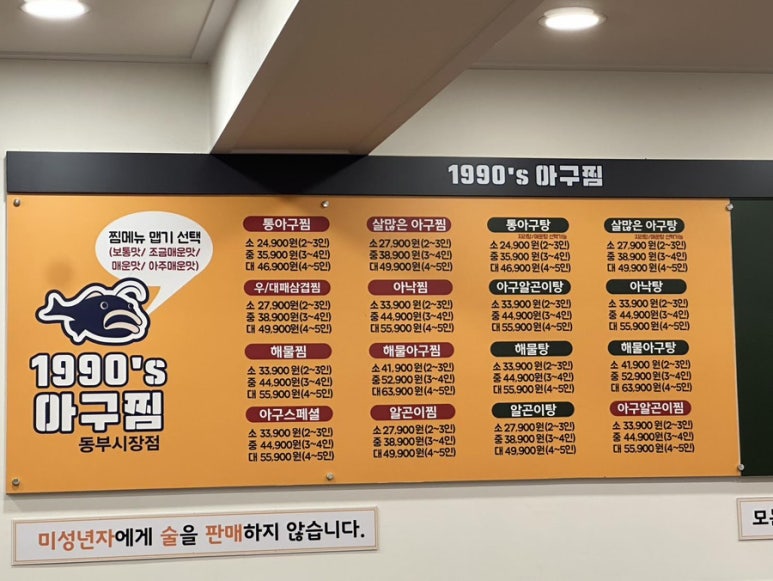 1990's 아구찜
찜메뉴 맵기 선택
(보통맛/ 조금매운맛/
매운맛/ 아주매운맛)
1990's
아구찜
동부시장점
통아구찜
소 24.900원(2~3인)
중 35.900원(3~4인)
대 46.900원(4~5인)
살많은 아구찜
소27.900원(2~3인)
중38.900원(3~4인)
대49.900원(4~5인)
통아구탕
소 24.900원(2~3인)
중 35.900원(3~4인)
대 46.900원(4~5인)
살많은 아구탕
소 27.900원(2~3인)
중 38.900원(3~4인)
대 49.900원(4~5인)
우/대패삼겹찜
소 27.900원(2~3인)
중 38.900원(3~4인)
대 49.900원(4~5인)
아낙찜
소 33.900원(2~3인)
중 44.900원(3~4인)
대 55.900원(4~5인)
아구알곤이탕
소 33.900원(2~3인)
중 44.900원(3~4인)
대 55.900원(4~5인)
아낙탕
소 33.900원(2~3인)
중 44.900원(3~4인)
대 55.900원(4~5인)
해물찜
소 33.900원(2~3인)
중 44.900원(3~4인)
대 55.900원(4~5인)
해물아구찜
소41.900원(2~3인)
중52.900원(3~4인)
대63.900원(4~5인)
해물탕
소 33.900원(2~3인)
중 44.900원(3~4인)
대 55.900원(4~5인)
해물아구탕
소 41.900원(2~3인)
중 52.900원(3~4인)
대 63.900원(4~5인)
아구스페셜
소 33.900원(2~3인)
중 44.900원(3~4인)
대 55.900원(4~5인)
알곤이찜
소 27.900원(2~3인)
중 38.900원(3~4인)
대 49.900원(4~5인)
알곤이탕
소 27.900원(2~3인)
중 38.900원(3~4인)
대 49.900원(4~5인)
아구알곤이찜
소 33.900원(2~3인)
중 44.900원(3~4인)
대 55.900원(4~5인)
미성년자에게 술을 판매하지 않습니다.